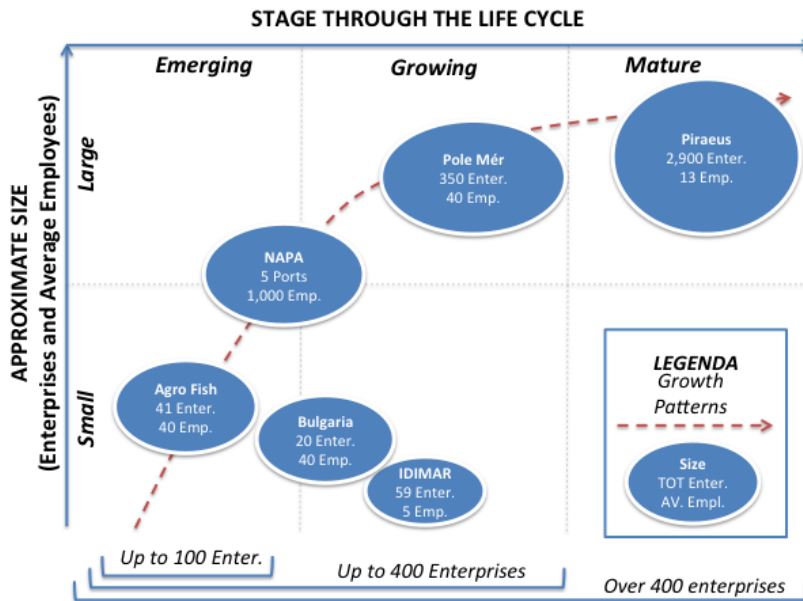 STAGE THROUGH THE LIFE CYCLE
Emerging
Growing
Mature
APPROXIMATE SIZE
(Enterprises and Average Employees)
Large
Small
Pole Mér
350 Enter.
40 Emp.
Piraeus
2,900 Enter.
13 Emp.
NAPA
5 Ports
1,000 Emp.
Agro Fish
41 Enter.
40 Emp.
Bulgaria
20 Enter.
40 Emp.
IDIMAR
59 Enter.
5 Emp.
LEGENDA
Growth
Patterns
Size
TOT Enter.
AV. Empl.
Up to 100 Enter.
Up to 400 Enterprises
Over 400 enterprises